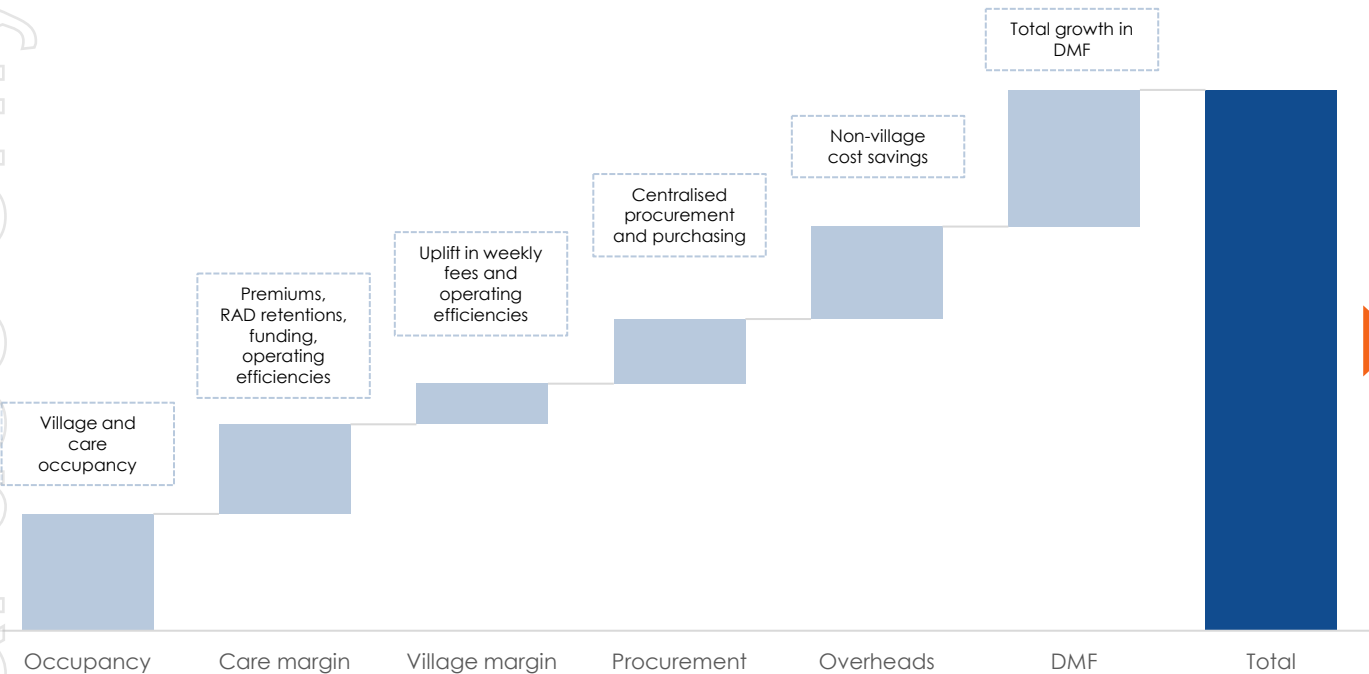 Total growth in
DMF
Non-village
cost savings
Centralised
procurement
and purchasing
Uplift in weekly
fees and
operating
efficiencies
Premiums,
RAD retentions,
funding,
operating
efficiencies
Village and
care
occupancy
Occupancy
Care margin
Village margin
Procurement
Overheads
DMF
Total